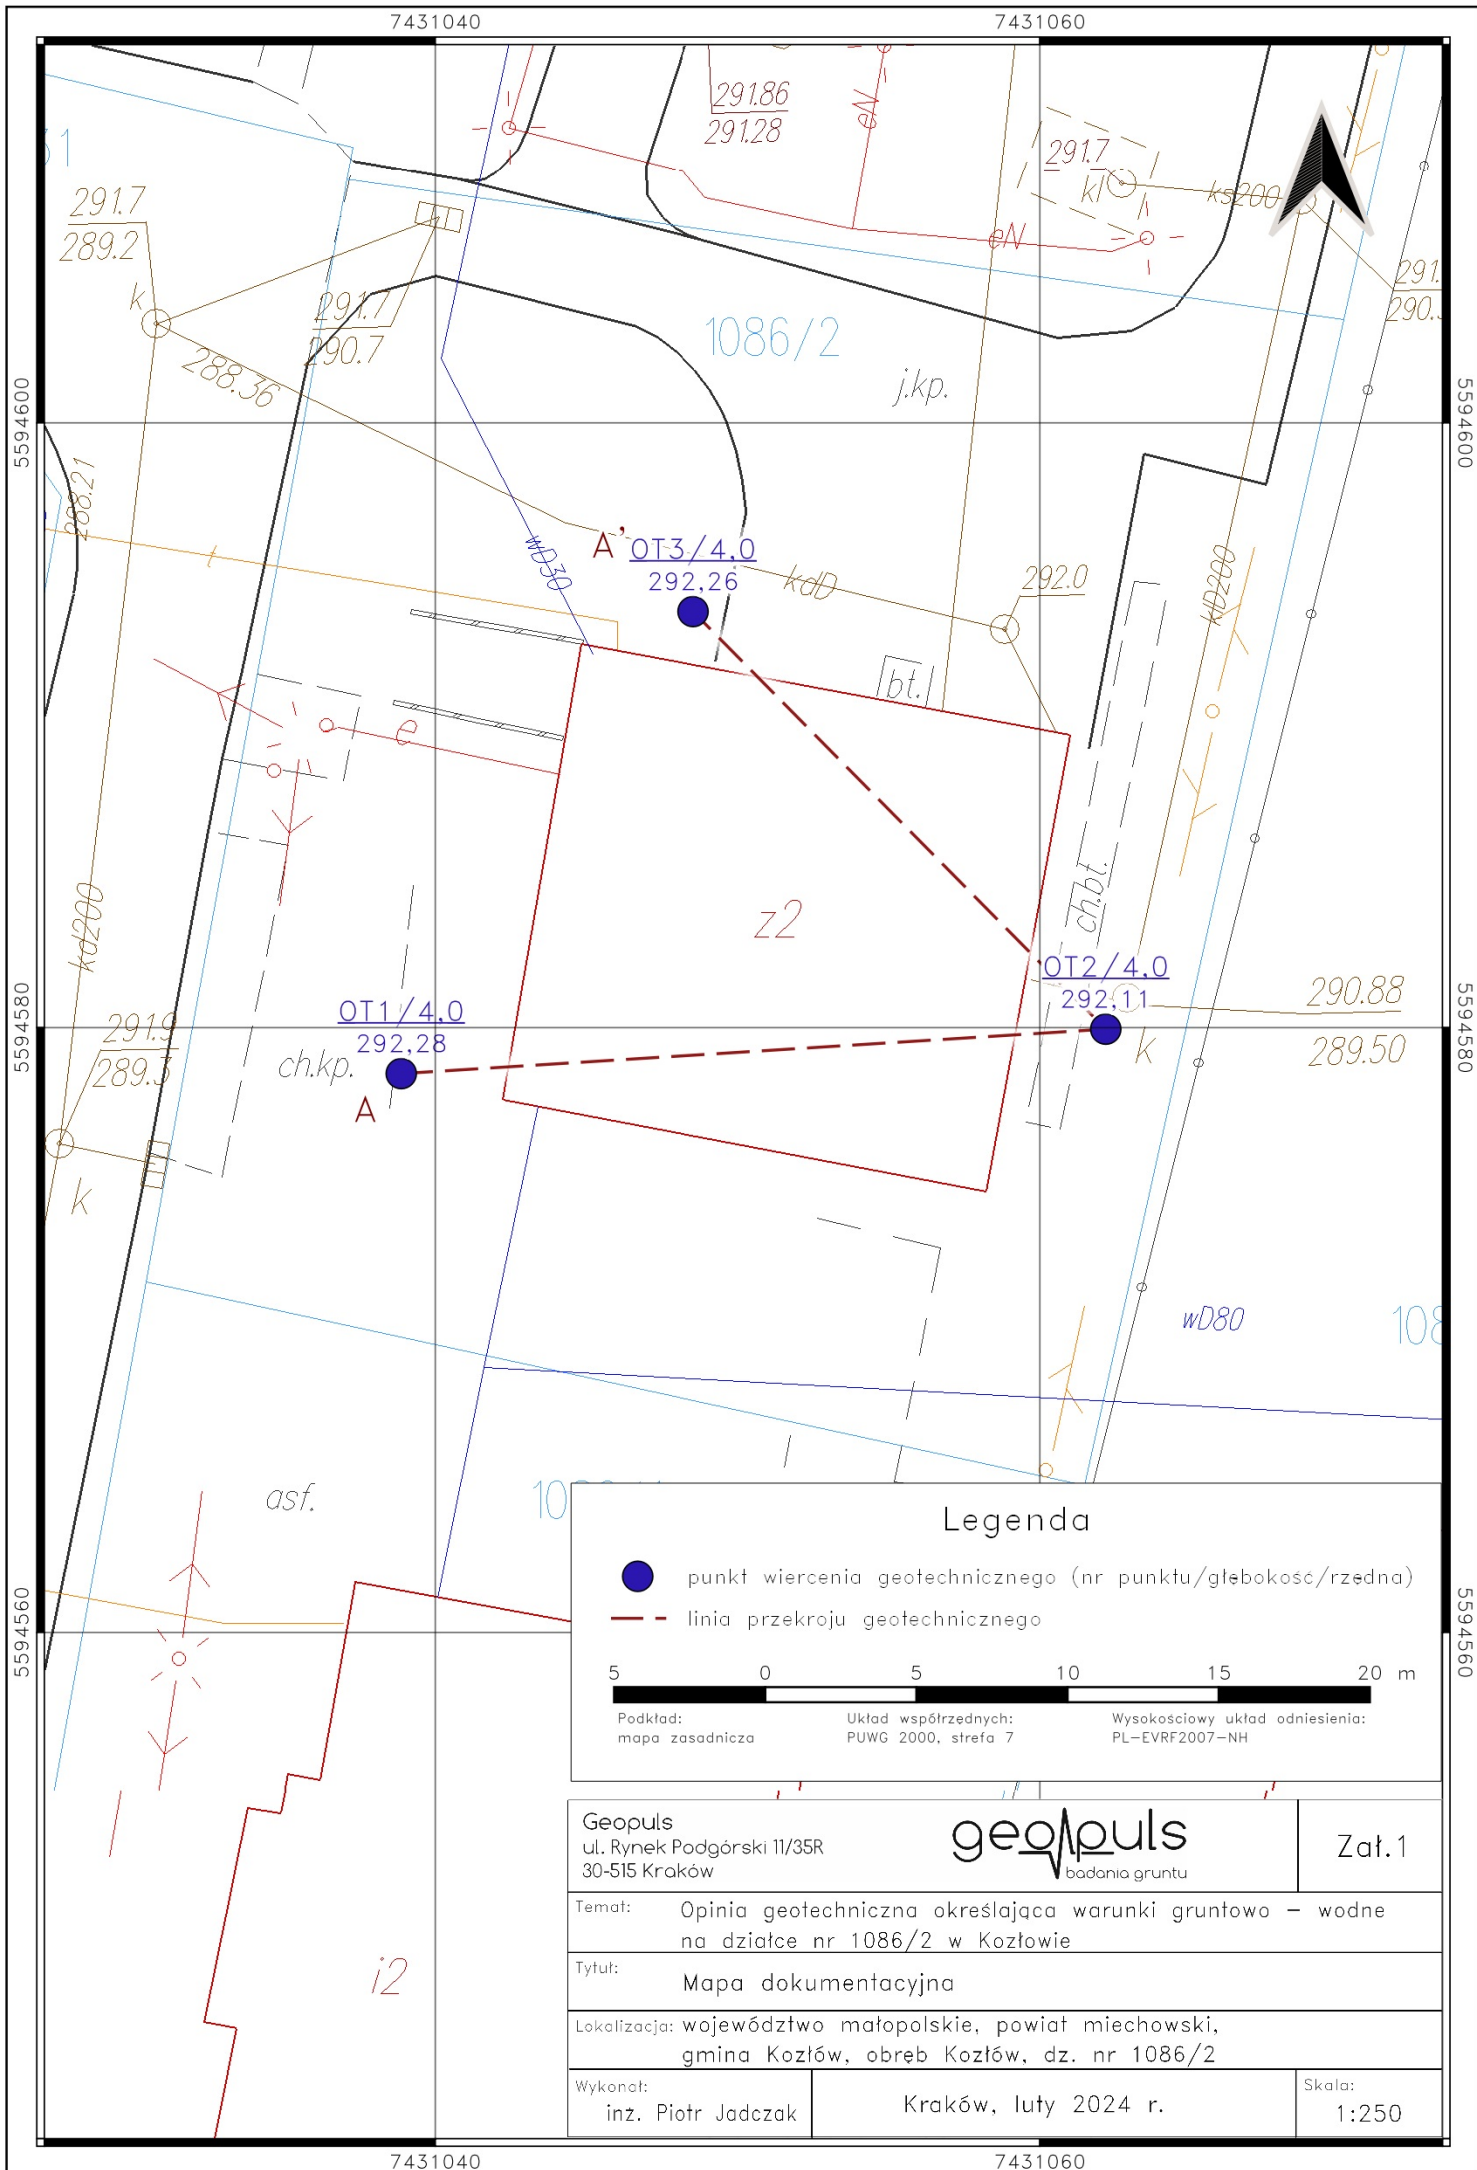 7431040
7431060
291.86
291.28
eN
291.7
kl
ks200
291.7
289.2
k
291.7
290.7
288.36
1086/2
j.kp.
eN
5594600
5594600
288.21
wD30
A'
OT3/4,0
292,26
kdD
292.0
klD200
bt.
e
kd200
z2
ch.bt.
OT2/4,0
292,11
290.88
289.50
k
5594580
5594580
OT1/4,0
292,28
291.9
289.3
ch.kp.
A
k
wD80
asf.
5594560
5594560
i2
Legenda
punkt wiercenia geotechnicznego (nr punktu/głębokość/rzędna)
linia przekroju geotechnicznego
5 0 5 10 15 20 m
Podkład:
mapa zasadnicza
Układ współrzędnych:
PUWG 2000, strefa 7
Wysokościowy układ odniesienia:
PL-EVRF2007-NH
Geopuls
ul. Rynek Podgórski 11/35R
30-515 Kraków
geopuls
badania gruntu
Zał.1
Temat: Opinia geotechniczna określająca warunki gruntowo – wodne
na działce nr 1086/2 w Kozłowie
Tytuł: Mapa dokumentacyjna
Lokalizacja: województwo małopolskie, powiat miechowski,
gmina Kozłów, obręb Kozłów, dz. nr 1086/2
Wykonał:
inż. Piotr Jadczak
Kraków, luty 2024 r.
Skala:
1:250
7431040
7431060